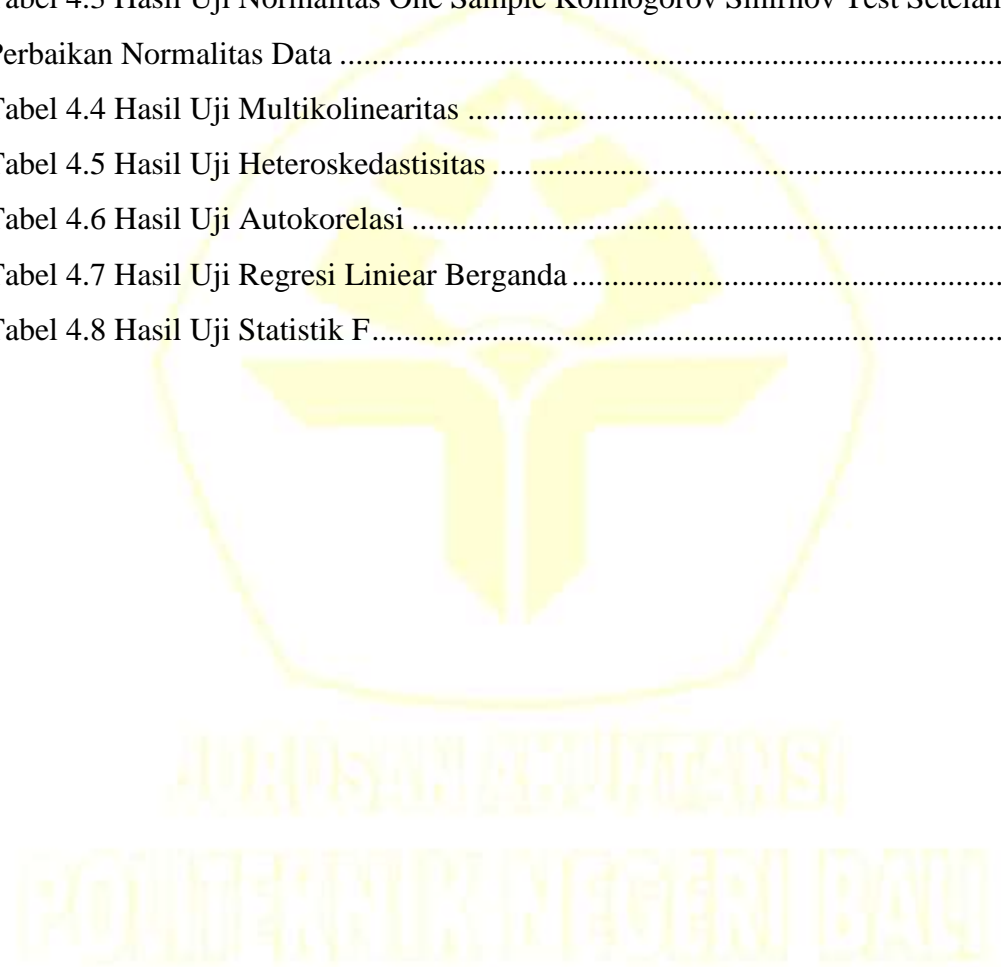 Tabel 4.3 Hasil Uji Normalitas One Sample Kolmogorov Smirnov Test Setelah
Perbaikan Normalitas Data ....................................................................................
Tabel 4.4 Hasil Uji Multikolinearitas ....................................................................
Tabel 4.5 Hasil Uji Heteroskedastisitas .................................................................
Tabel 4.6 Hasil Uji Autokorelasi ...........................................................................
Tabel 4.7 Hasil Uji Regresi Liniear Berganda .......................................................
Tabel 4.8 Hasil Uji Statistik F................................................................................
JURUSAN AKUNTANSI
POLITEKNIK NEGERI BALI